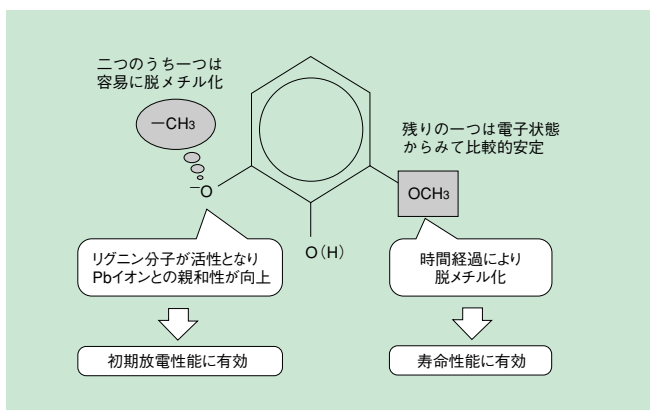 二つのうち一つは
容易に脱メチル化
－CH3
残りの一つは電子状態
からみて比較的安定
－O
OCH3
O（H）
リグニン分子が活性となり
Pbイオンとの親和性が向上
時間経過により
脱メチル化
初期放電性能に有効
寿命性能に有効